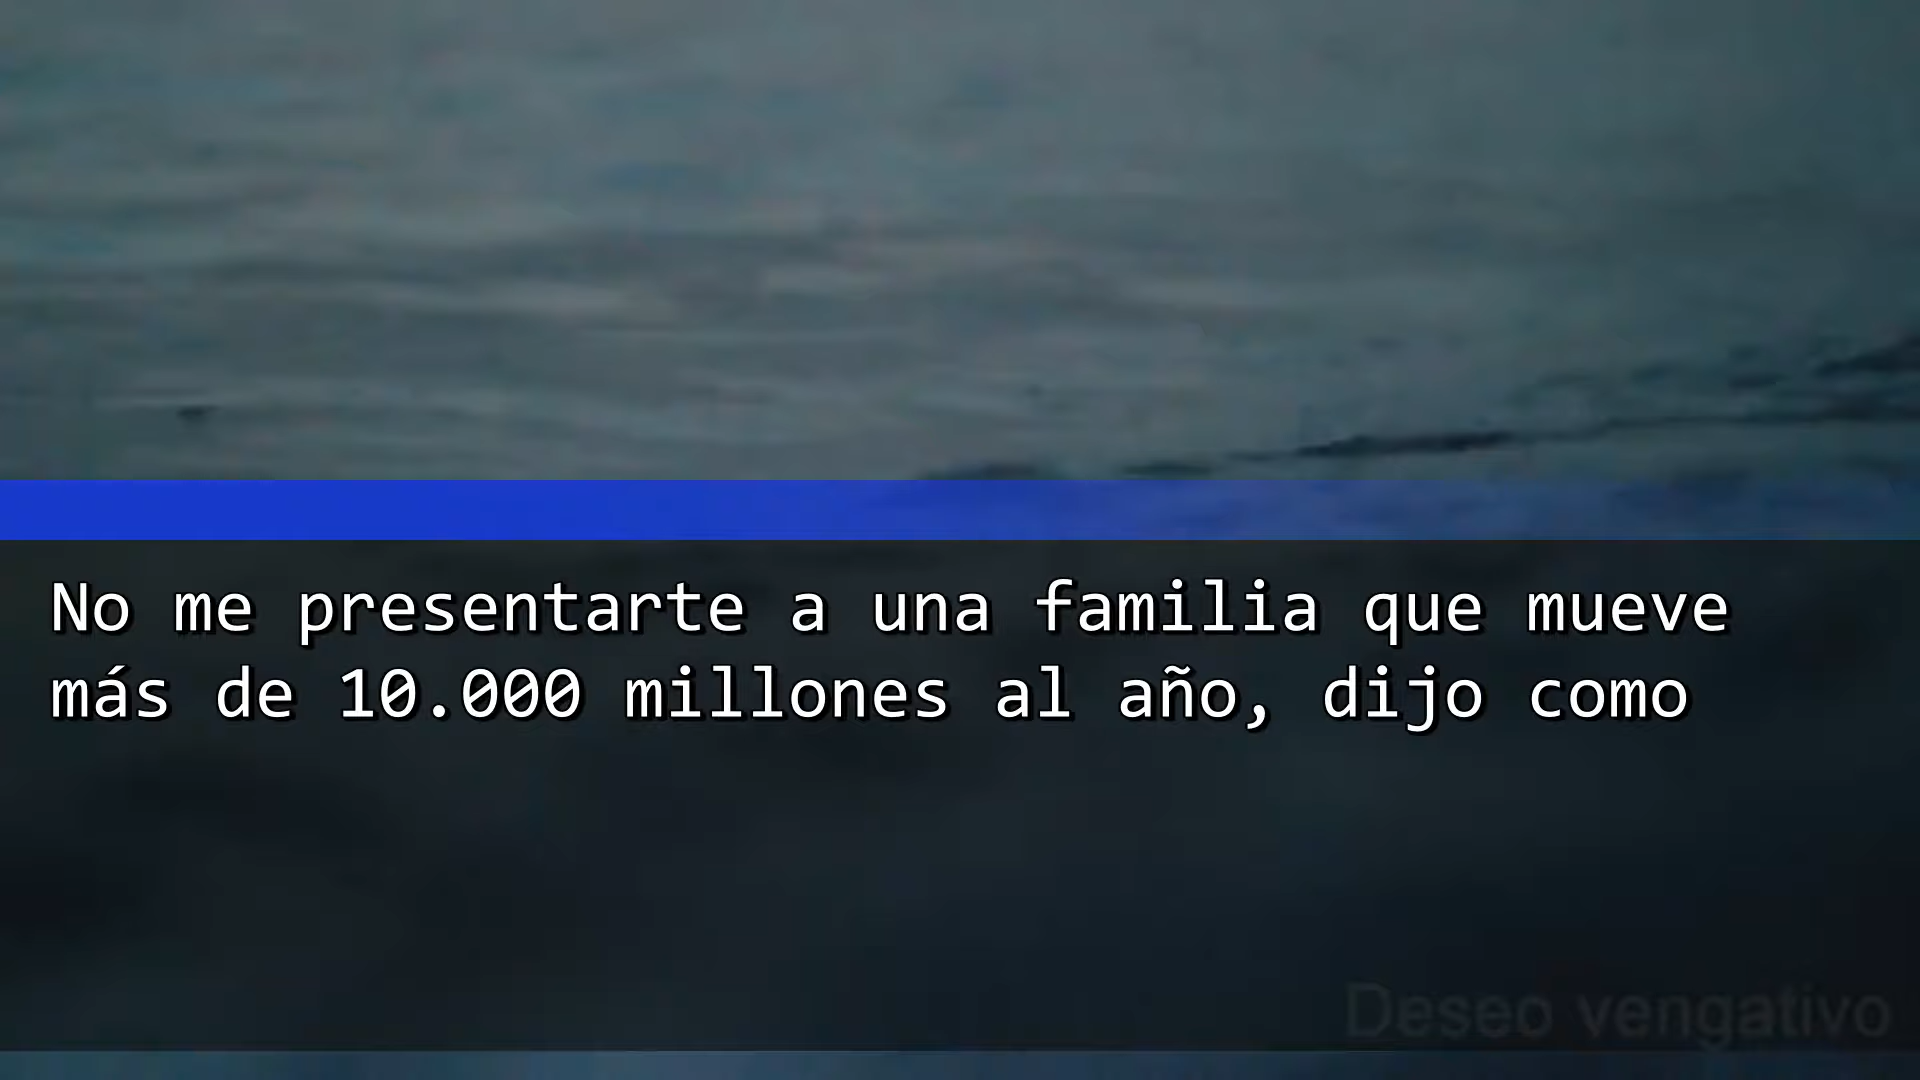 No me presentarte a una familia que mueve
más de 10.000 millones al año, dijo como
Deseo vengativo